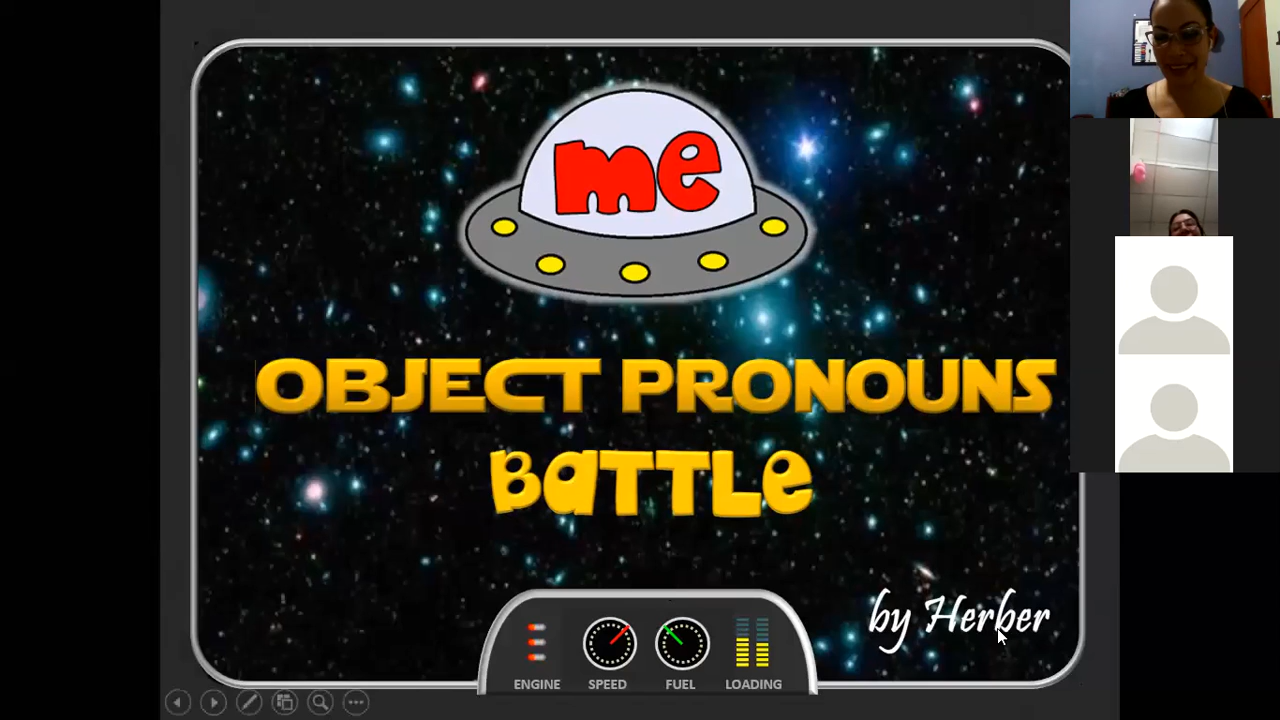 me
OBJECT PRONOUNS
BaTTLe
by Herber
ENGINE SPEED FUEL LOADING